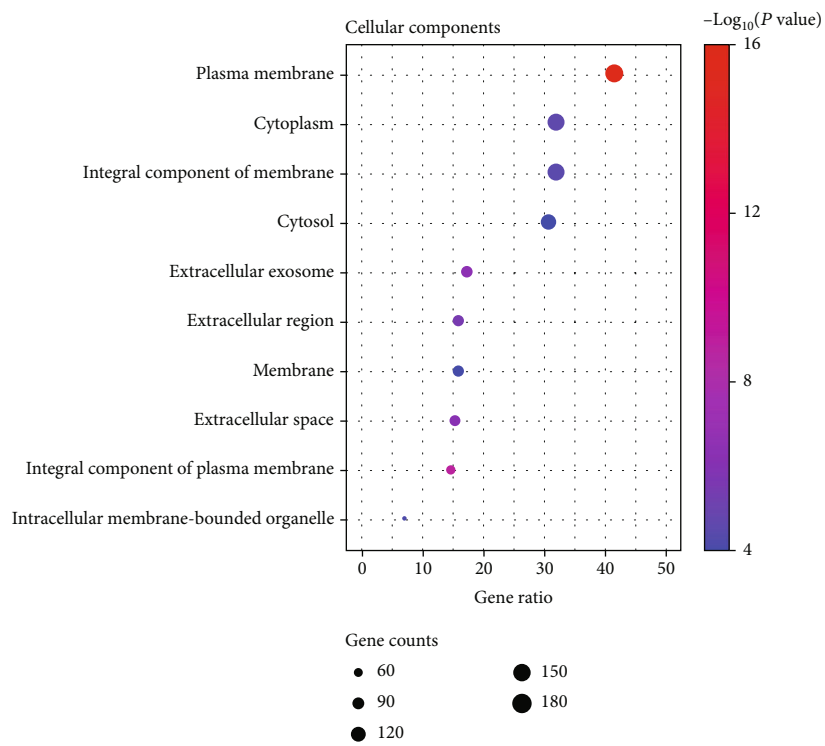 Cellular components
–Log₁₀(P value)
Plasma membrane
Cytoplasm
Integral component of membrane
Cytosol
Extracellular exosome
Extracellular region
Membrane
Extracellular space
Integral component of plasma membrane
Intracellular membrane-bounded organelle
16
12
8
4
0 10 20 30 40 50
Gene ratio
Gene counts
60 150
90 180
120